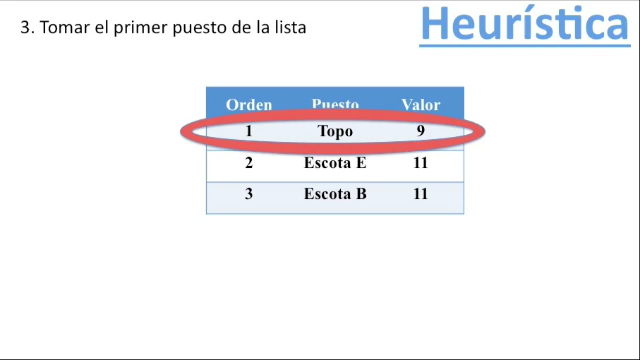 3. Tomar el primer puesto de la lista
Heurística
Orden Puesto Valor
1 Topo 9
2 Escota E 11
3 Escota B 11